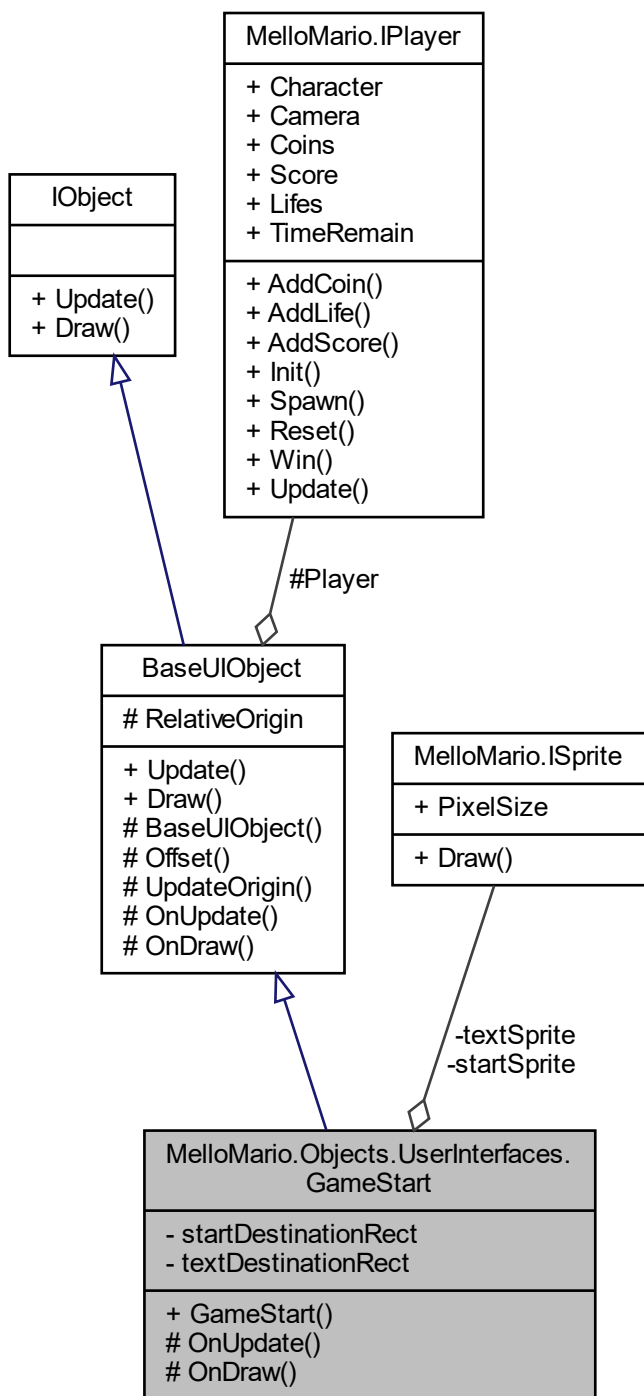 MelloMario.IPlayer
+ Character
+ Camera
+ Coins
+ Score
+ Lifes
+ TimeRemain
+ AddCoin()
+ AddLife()
+ AddScore()
+ Init()
+ Spawn()
+ Reset()
+ Win()
+ Update()
IObject
+ Update()
+ Draw()
#Player
BaseUIObject
# RelativeOrigin
+ Update()
+ Draw()
# BaseUIObject()
# Offset()
# UpdateOrigin()
# OnUpdate()
# OnDraw()
MelloMario.ISprite
+ PixelSize
+ Draw()
-textSprite
-startSprite
MelloMario.Objects.UserInterfaces.
GameStart
- startDestinationRect
- textDestinationRect
+ GameStart()
# OnUpdate()
# OnDraw()